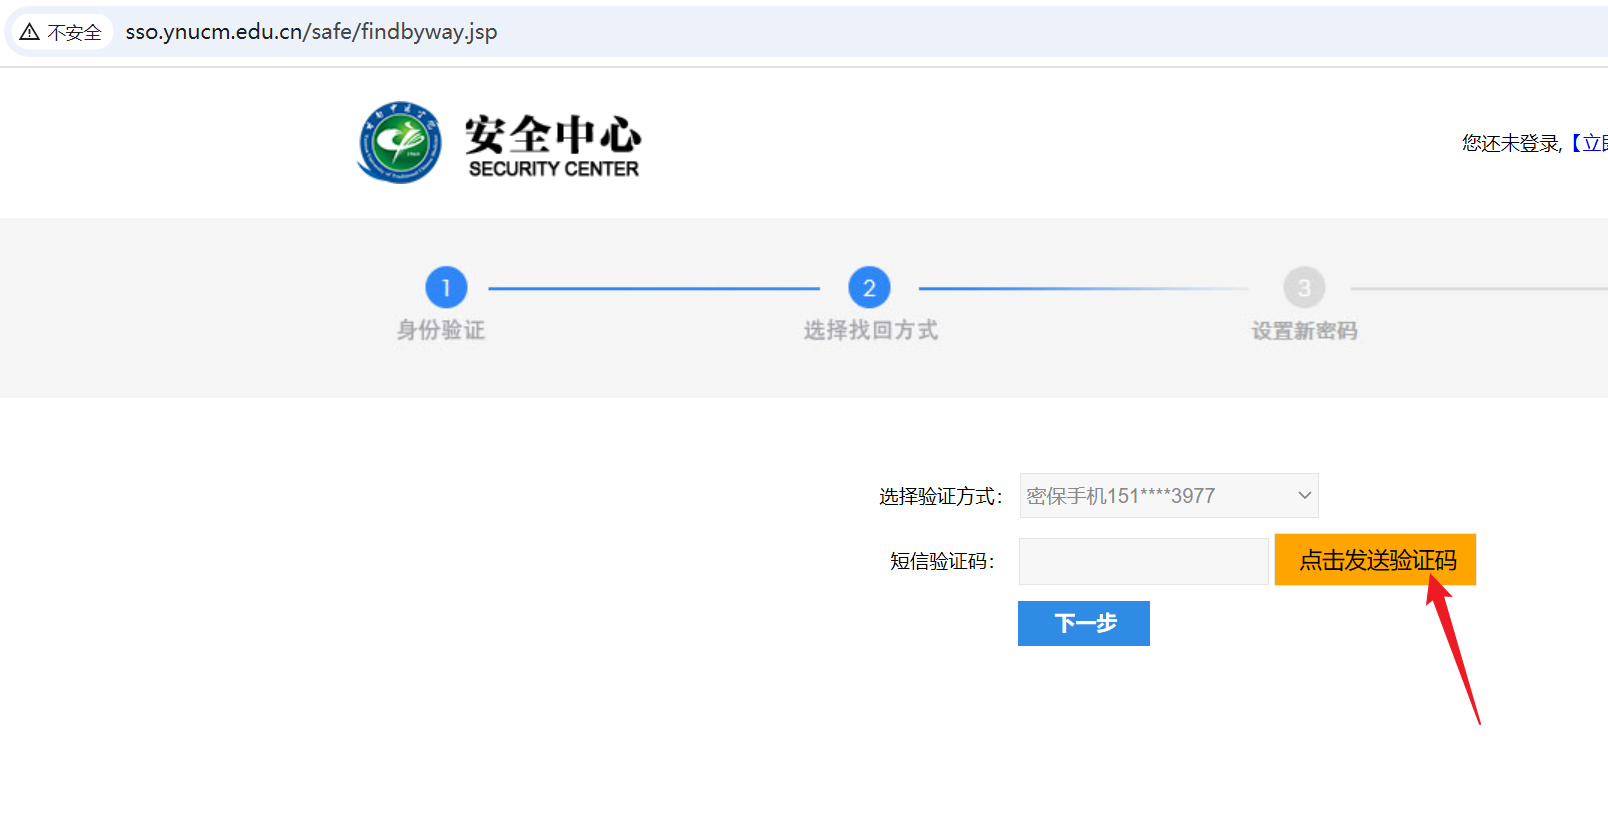 不安全 sso.ynucm.edu.cn/safe/findbyway.jsp
安全中心
SECURITY CENTER
您还未登录,【立
1 2 3
身份验证 选择找回方式 设置新密码
选择验证方式： 密保手机151****3977
短信验证码： 点击发送验证码
下一步